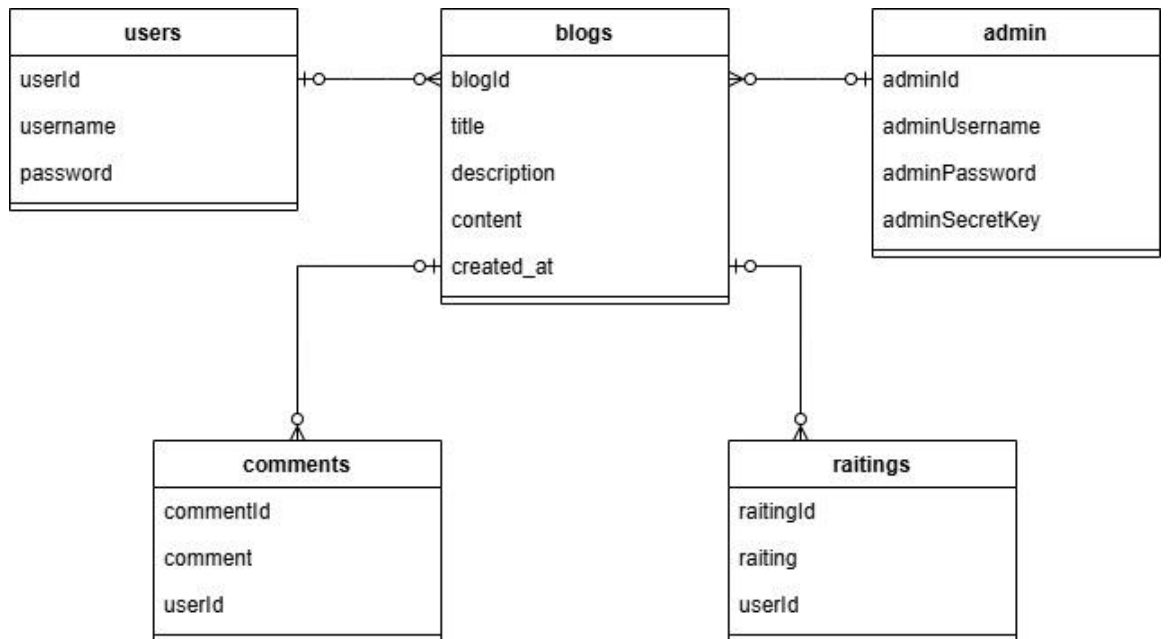 users
userId
username
password
blogs
blogId
title
description
content
created_at
admin
adminId
adminUsername
adminPassword
adminSecretKey
comments
commentId
comment
userId
raitings
raitingId
raiting
userId